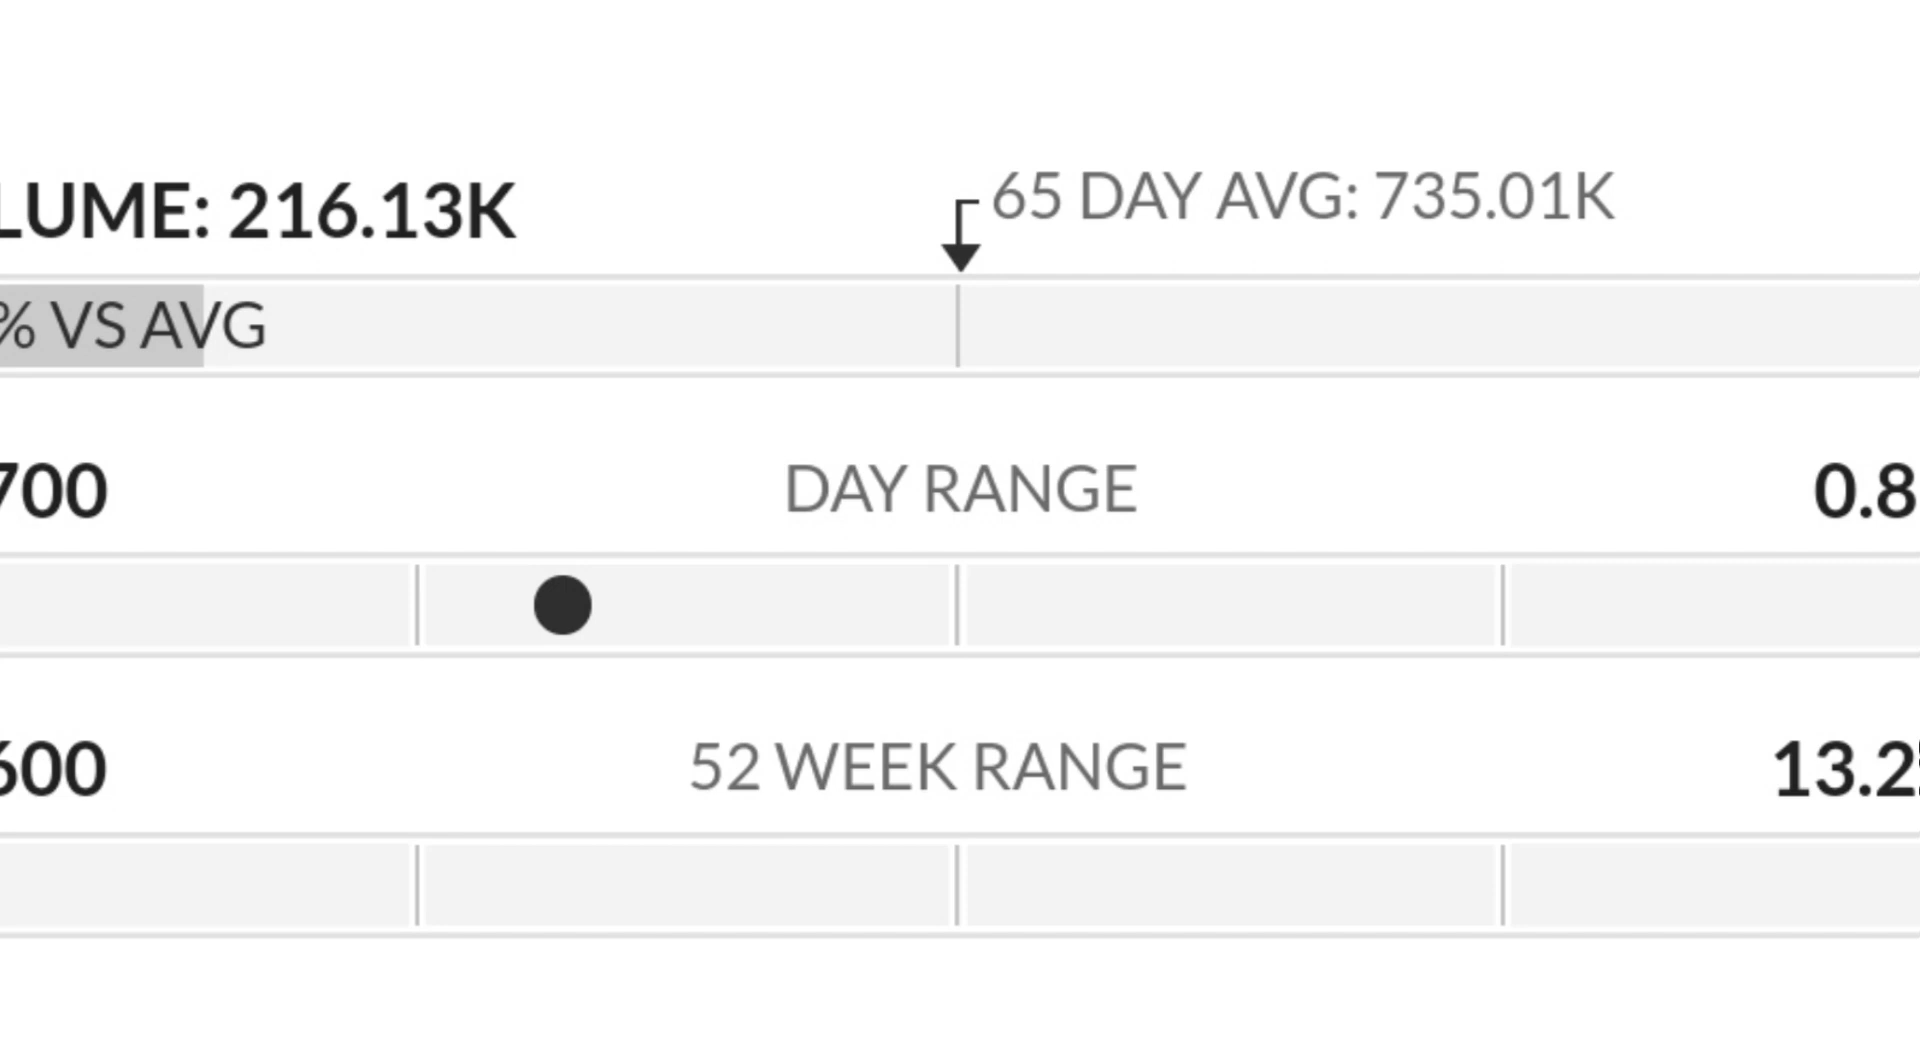 LUME: 216.13K
65 DAY AVG: 735.01K
% VS AVG
700 DAY RANGE 0.8
600 52 WEEK RANGE 13.2